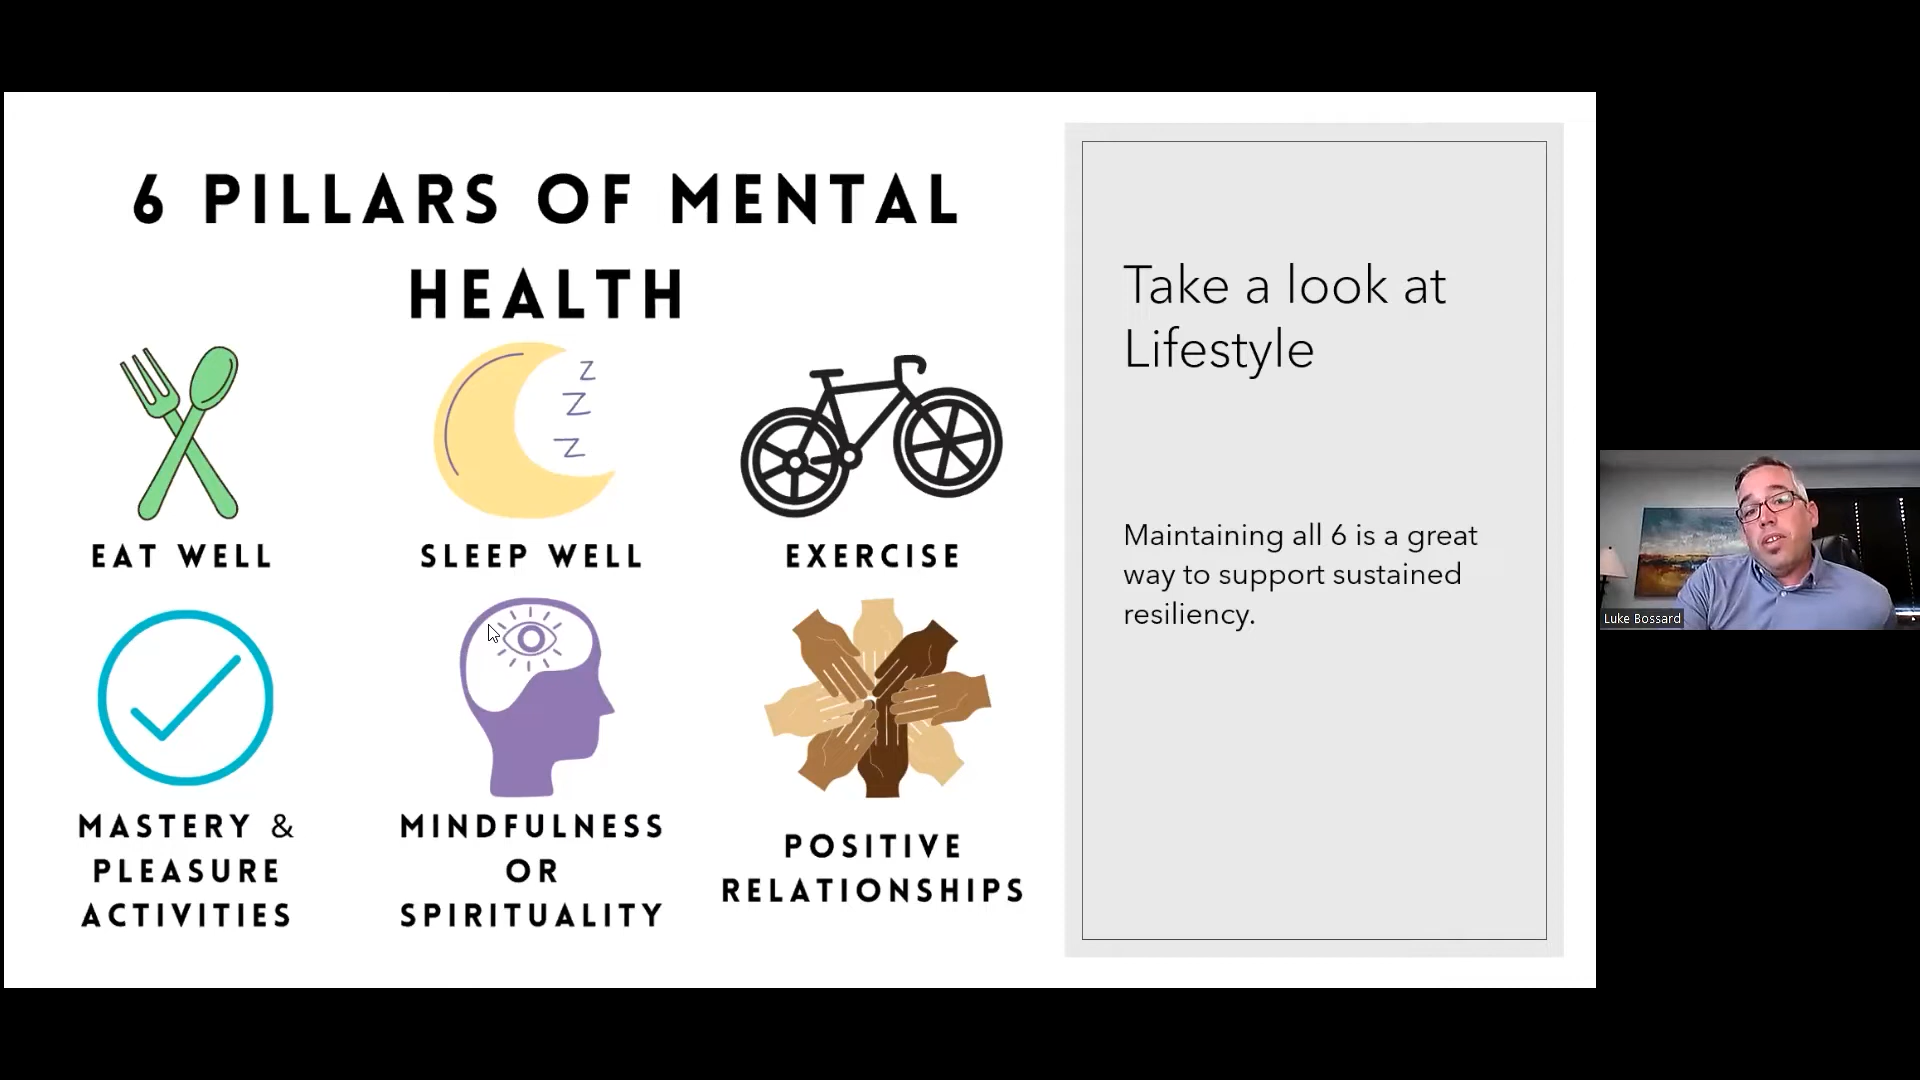 6 PILLARS OF MENTAL
HEALTH
Z
Z
Z
EAT WELL
SLEEP WELL
EXERCISE
MASTERY &
PLEASURE
ACTIVITIES
MINDFULNESS
OR
SPIRITUALITY
POSITIVE
RELATIONSHIPS
Take a look at
Lifestyle
Maintaining all 6 is a great
way to support sustained
resiliency.
Luke Bossard